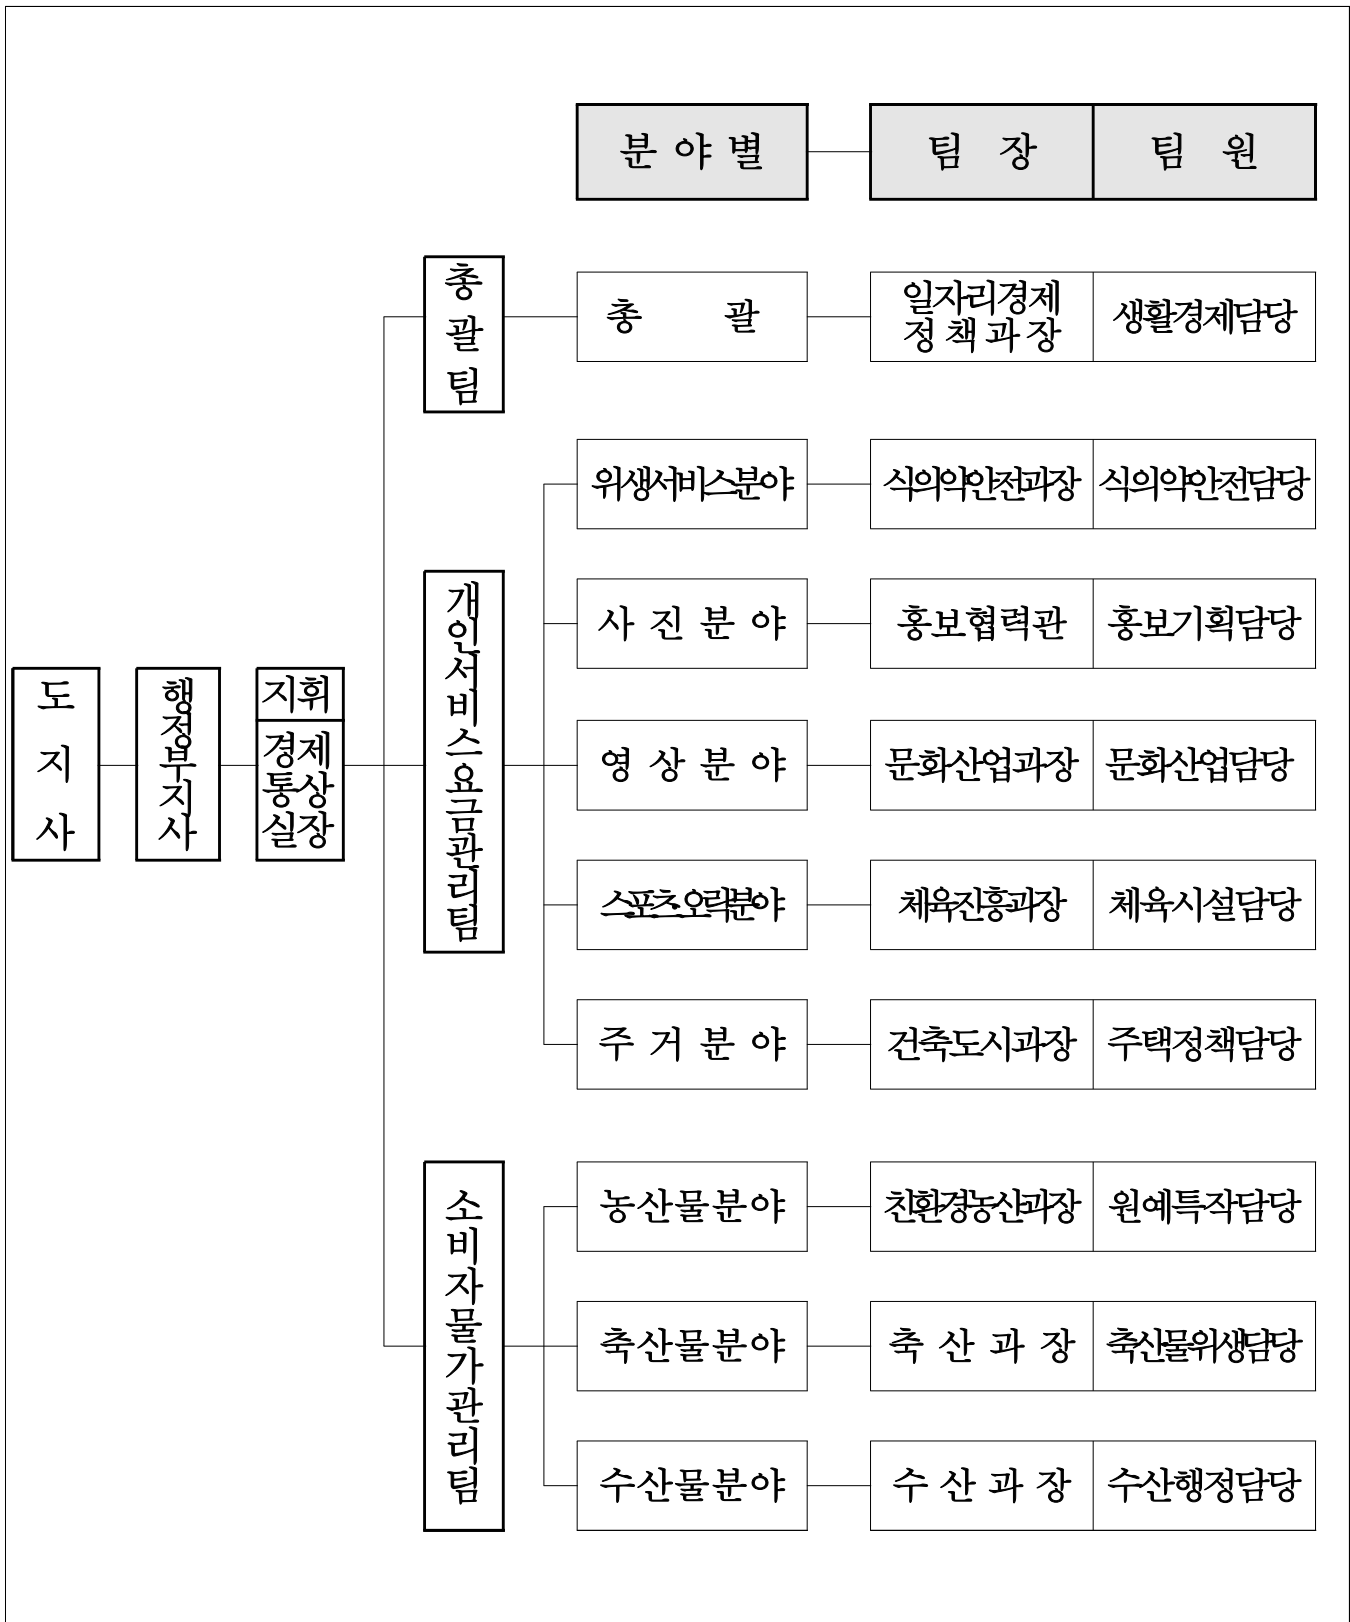 분 야 별 팀 장 팀 원
총괄팀
총 괄
일자리경제
정 책 과 장
생활경제담당
위생서비스분야 식의약안전과장 식의약안전담당
개인서비스요금관리팀
사 진 분 야 홍보협력관 홍보기획담당
도지사
행정부지사
지휘
경제
통상
실장
영 상 분 야 문화산업과장 문화산업담당
스포츠·오락분야 체육진흥과장 체육시설담당
주 거 분 야 건축도시과장 주택정책담당
소비자물가관리팀
농산물분야 친환경농산과장 원예특작담당
축산물분야 축 산 과 장 축산물위생담당
수산물분야 수 산 과 장 수산행정담당